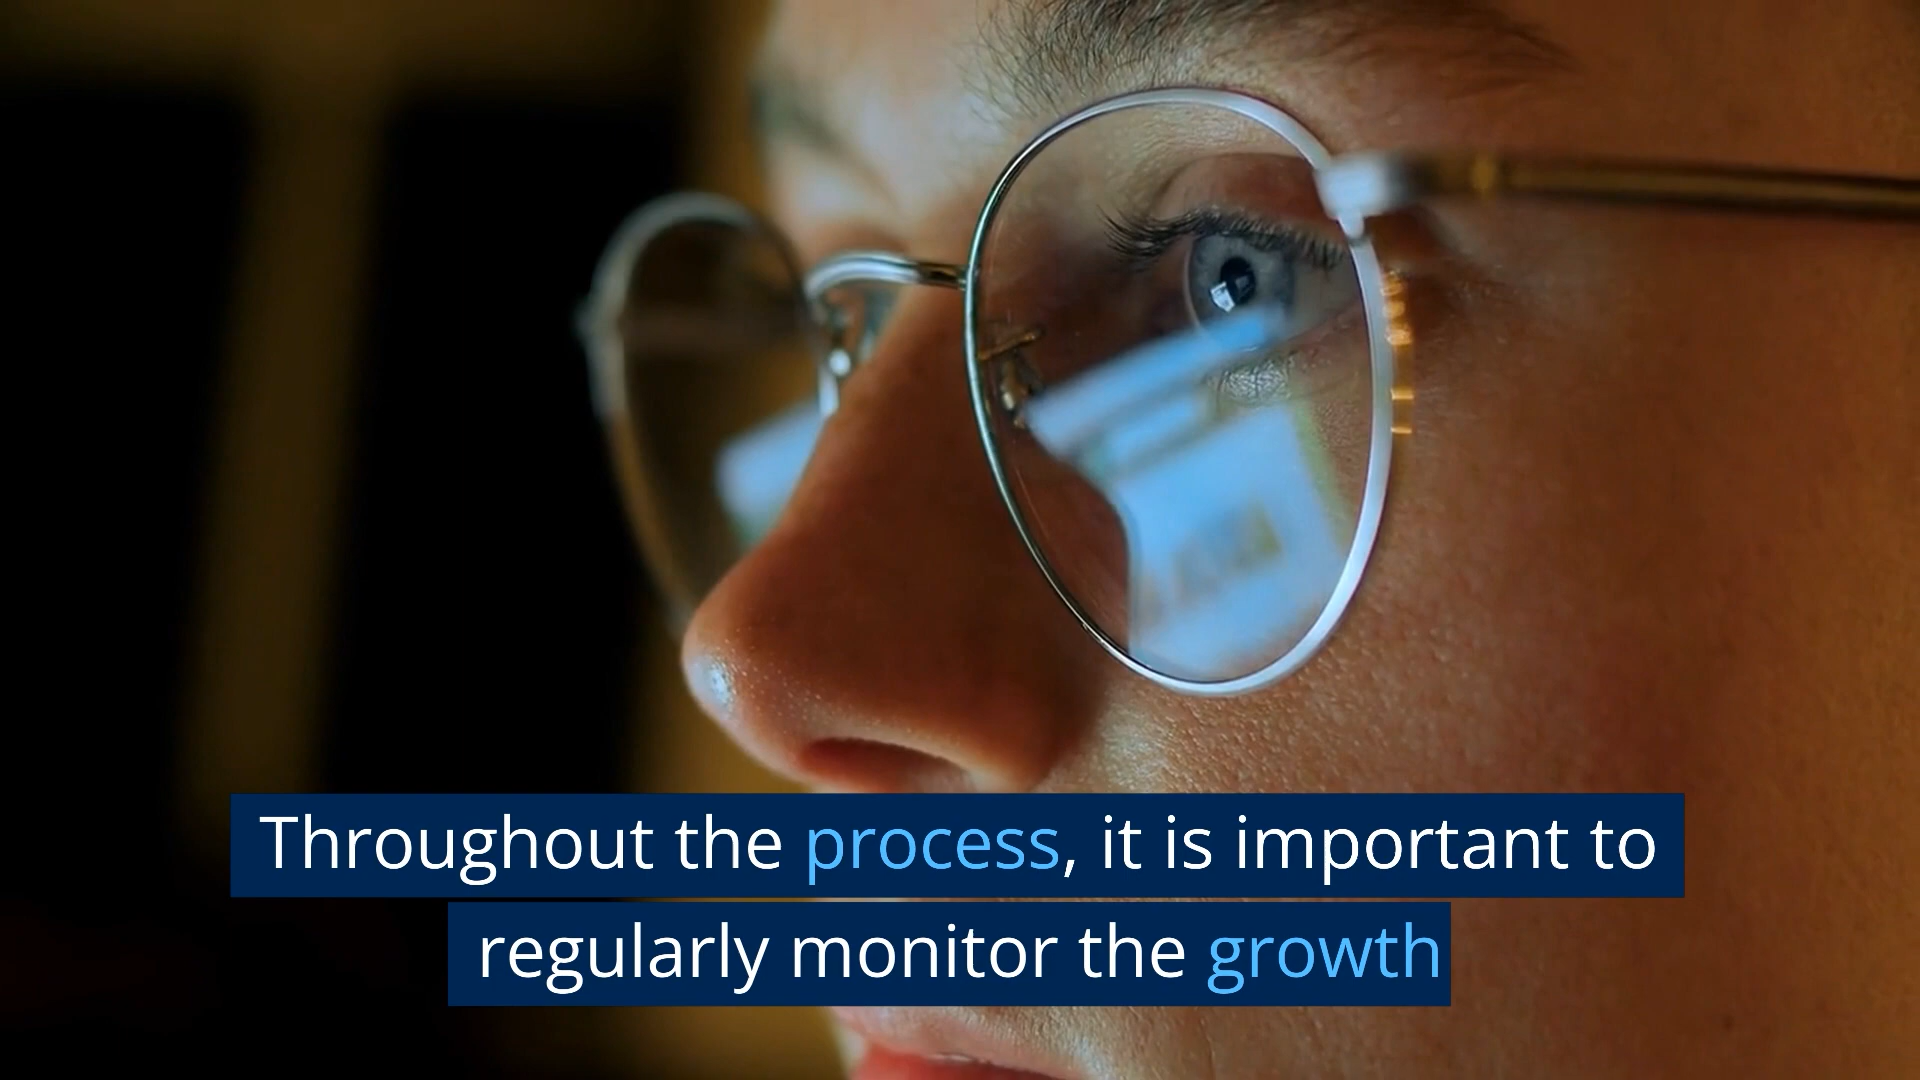 Throughout the process, it is important to
regularly monitor the growth